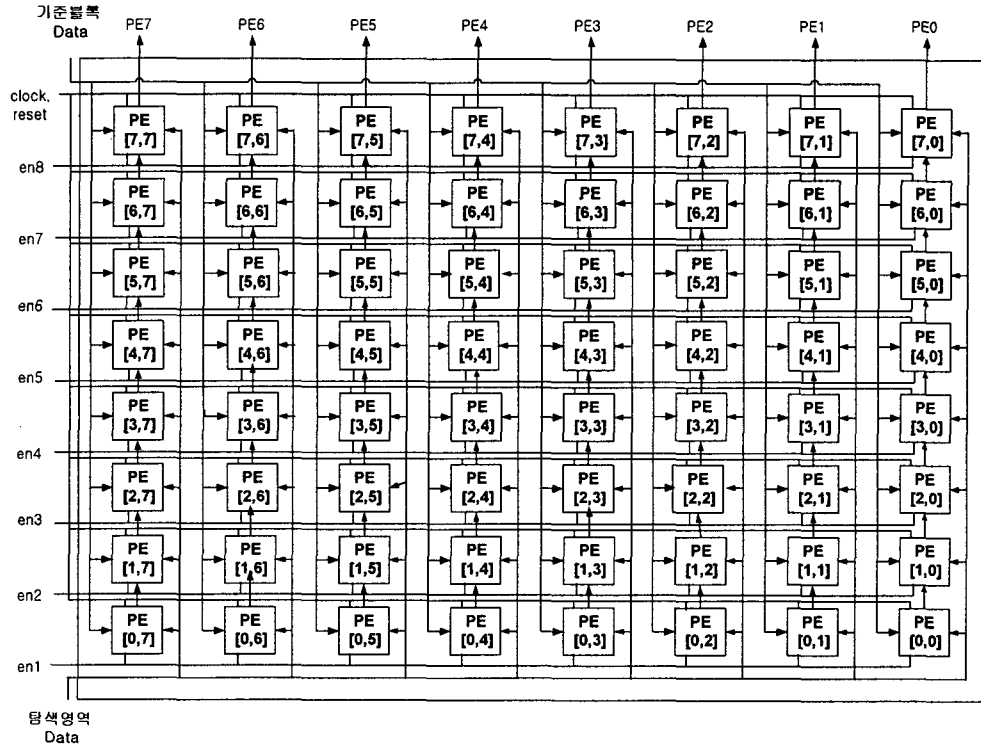 기준블록
Data
PE7 PE6 PE5 PE4 PE3 PE2 PE1 PE0
clock,
reset
PE PE PE PE PE PE PE PE
[7,7] [7,6] [7,5] [7,4] [7,3] [7,2] [7,1] [7,0]
en8
PE PE PE PE PE PE PE PE
[6,7] [6,6] [6,5] [6,4] [6,3] [6,2] [6,1] [6,0]
en7
PE PE PE PE PE PE PE PE
[5,7] [5,6] [5,5] [5,4] [5,3] [5,2] [5,1] [5,0]
en6
PE PE PE PE PE PE PE PE
[4,7] [4,6] [4,5] [4,4] [4,3] [4,2] [4,1] [4,0]
en5
PE PE PE PE PE PE PE PE
[3,7] [3,6] [3,5] [3,4] [3,3] [3,2] [3,1] [3,0]
en4
PE PE PE PE PE PE PE PE
[2,7] [2,6] [2,5] [2,4] [2,3] [2,2] [2,1] [2,0]
en3
PE PE PE PE PE PE PE PE
[1,7] [1,6] [1,5] [1,4] [1,3] [1,2] [1,1] [1,0]
en2
PE PE PE PE PE PE PE PE
[0,7] [0,6] [0,5] [0,4] [0,3] [0,2] [0,1] [0,0]
en1
탐색영역
Data